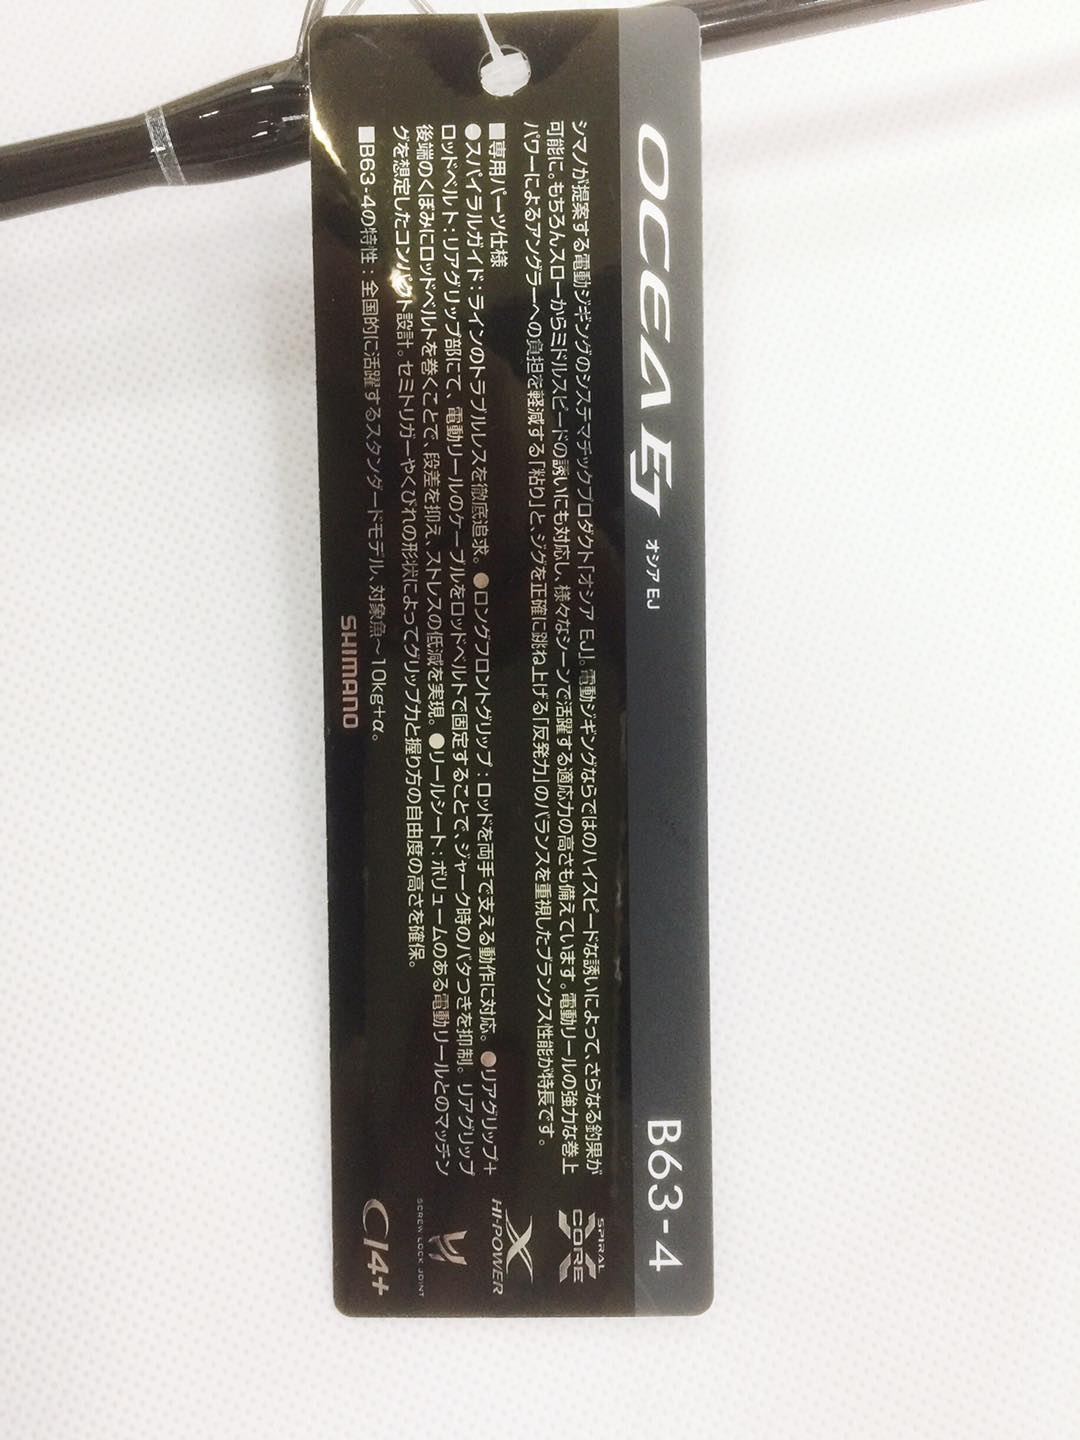 OCEA EJ オシア EJ
B63-4
シマノが提案する電動ジギングのシステマチックプロダクト「オシア EJ」。電動ジギングならではのハイスピードな誘いによって、さらなる釣果が
可能に。もちろんスローからミドルスピードの誘いにも対応し、様々なシーンで活躍する適応力の高さも備えています。電動リールの強力な巻上
パワーによるアングラーへの負担を軽減する「粘り」と、ジグを正確に跳ね上げる「反発力」のバランスを重視したブランクス性能が特長です。
■専用パーツ仕様
●スパイラルガイド：ラインのトラブルレスを徹底追求。●ロングフロントグリップ：ロッドを両手で支える動作に対応。●リアグリップ＋
ロッドベルト：リアグリップ部にて、電動リールのケーブルをロッドベルトで固定することで、ジャーク時のバタつきを抑制。リアグリップ
後端のくぼみにロッドベルトを巻くことで、段差を抑え、ストレスの低減を実現。●リールシート：ボリュームのある電動リールとのマッチン
グを想定したコンパクト設計。セミトリガーやくびれの形状によってグリップ力と握り方の自由度の高さを確保。
■B63-4の特性：全国的に活躍するスタンダードモデル、対象魚～10kg+α。
SHIMANO
SPIRAL
X CORE
HI-POWER
X
SCREW LOCK JOINT
CI4+